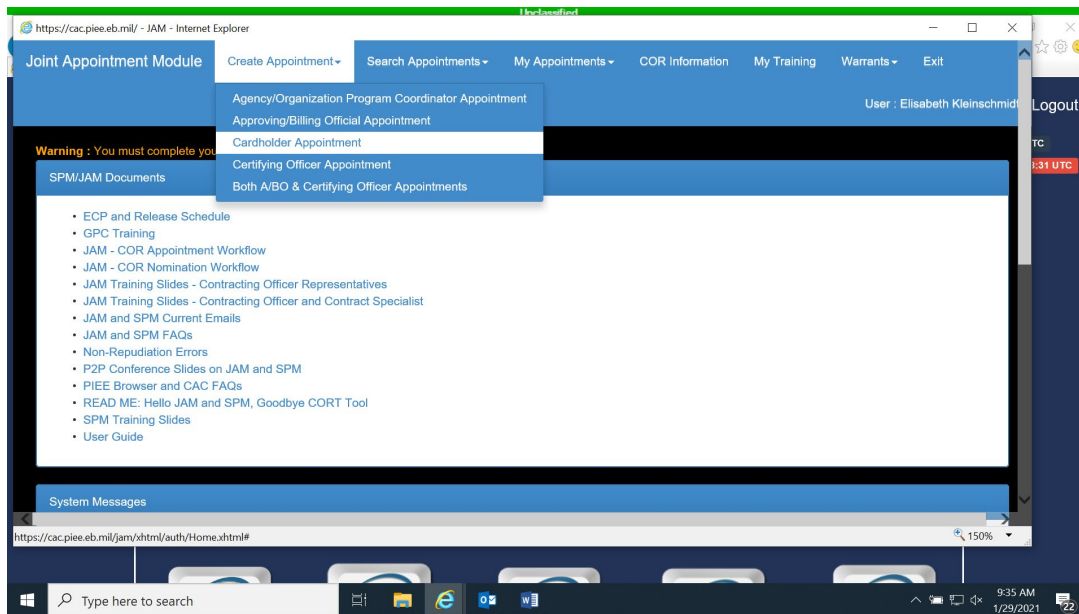 Unclassified
https://cac.piee.eb.mil/ - JAM - Internet Explorer
Joint Appointment Module Create Appointment Search Appointments My Appointments COR Information My Training Warrants Exit
User : Elisabeth Kleinschmidt Logout
Agency/Organization Program Coordinator Appointment
Approving/Billing Official Appointment
Cardholder Appointment
Certifying Officer Appointment
Both A/BO & Certifying Officer Appointments
Warning : You must complete you
TC
:31 UTC
SPM/JAM Documents
• ECP and Release Schedule
• GPC Training
• JAM - COR Appointment Workflow
• JAM - COR Nomination Workflow
• JAM Training Slides - Contracting Officer Representatives
• JAM Training Slides - Contracting Officer and Contract Specialist
• JAM and SPM Current Emails
• JAM and SPM FAQs
• Non-Repudiation Errors
• P2P Conference Slides on JAM and SPM
• PIEE Browser and CAC FAQs
• READ ME: Hello JAM and SPM, Goodbye CORT Tool
• SPM Training Slides
• User Guide
System Messages
https://cac.piee.eb.mil/jam/xhtml/auth/Home.xhtml# 150%
Type here to search
9:35 AM
1/29/2021
22